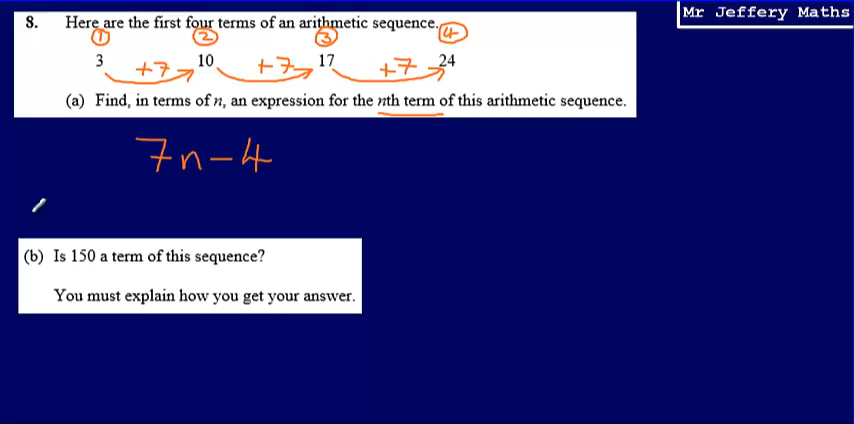 Mr Jeffery Maths
8. Here are the first four terms of an arithmetic sequence.
1 2 3 4
3 10 17 24
+7 +7 +7
(a) Find, in terms of n, an expression for the nth term of this arithmetic sequence.
7n-4
(b) Is 150 a term of this sequence?
You must explain how you get your answer.